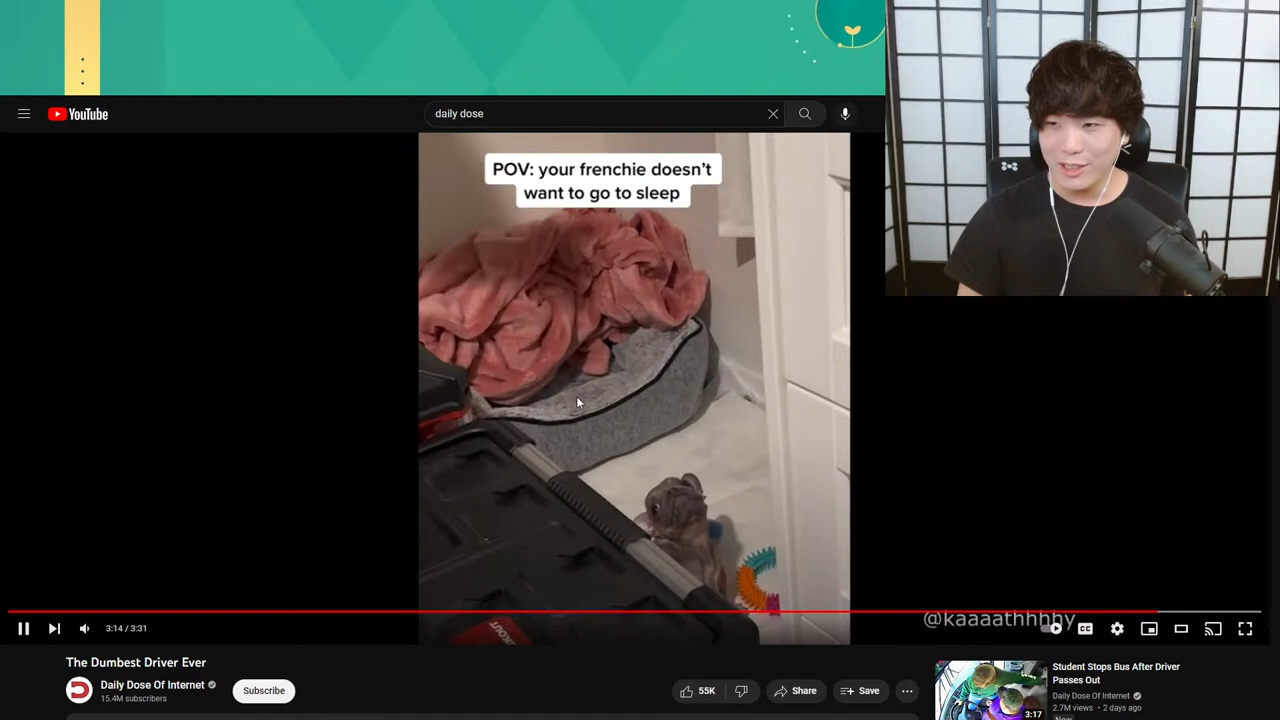 YouTube
daily dose
POV: your frenchie doesn't
want to go to sleep
@kaaaathhhhy
3:14 / 3:31
CC
The Dumbest Driver Ever
Daily Dose Of Internet
15.4M subscribers
Subscribe
55K
Share
Save
3:17
Student Stops Bus After Driver
Passes Out
Daily Dose Of Internet
2.7M views • 2 days ago